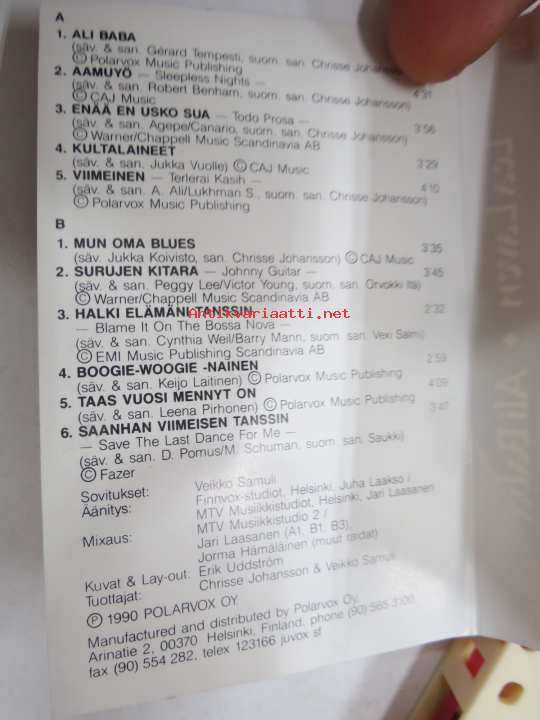 A
1. ALI BABA
(säv. & san. Gérard Tempesti, suom. san. Chrisse Johansson)
Ⓒ Polarvox Music Publishing
2. AAMUYÖ — Sleepless Nights — 4'31
(säv. & san. Robert Benham, suom. san. Chrisse Johansson)
Ⓒ CAJ Music
3. ENÄÄ EN USKO SUA — Todo Prosa — 3'56
(säv. & san. Agepe/Canario, suom. san. Chrisse Johansson)
Ⓒ Warner/Chappell Music Scandinavia AB
4. KULTALAINEET 3'29
(säv. & san. Jukka Vuolle) Ⓒ CAJ Music
5. VIIMEINEN — Terlerai Kasih — 4'10
(säv. & san. A. Ali/Lukhman S., suom. san. Chrisse Johansson)
Ⓒ Polarvox Music Publishing
B
1. MUN OMA BLUES 3'35
(säv. Jukka Koivisto, san. Chrisse Johansson) Ⓒ CAJ Music
2. SURUJEN KITARA — Johnny Guitar — 3'45
(säv. & san. Peggy Lee/Victor Young, suom. san. Orvokki Itä)
Ⓒ Warner/Chappell Music Scandinavia AB
3. HALKI ELÄMÄNI TANSSIN 2'32
Antikvariaatti.net
— Blame It On The Bossa Nova —
(säv. & san. Cynthia Weil/Barry Mann, suom. san. Vexi Salmi)
Ⓒ EMI Music Publishing Scandinavia AB
4. BOOGIE-WOOGIE -NAINEN 2'59
(säv. & san. Keijo Laitinen) Ⓒ Polarvox Music Publishing
5. TAAS VUOSI MENNYT ON 4'09
(säv. & san. Leena Pirhonen) Ⓒ Polarvox Music Publishing
6. SAANHAN VIIMEISEN TANSSIN 3'47
— Save The Last Dance For Me —
(säv. & san. D. Pomus/M. Schuman, suom. san. Saukki)
Ⓒ Fazer
Sovitukset: Veikko Samuli
Äänitys: Finnvox-studiot, Helsinki, Juha Laakso /
MTV Musiikkistudiot, Helsinki, Jari Laasanen
Mixaus: MTV Musiikkistudio 2 /
Jari Laasanen (A1, B1, B3),
Jorma Hämäläinen (muut raidat)
Kuvat & Lay-out: Erik Uddström
Tuottajat: Chrisse Johansson & Veikko Samuli
Ⓟ 1990 POLARVOX OY
Manufactured and distributed by Polarvox Oy,
Arinatie 2, 00370 Helsinki, Finland, phone (90) 565 3100
fax (90) 554 282, telex 123166 juvox sf